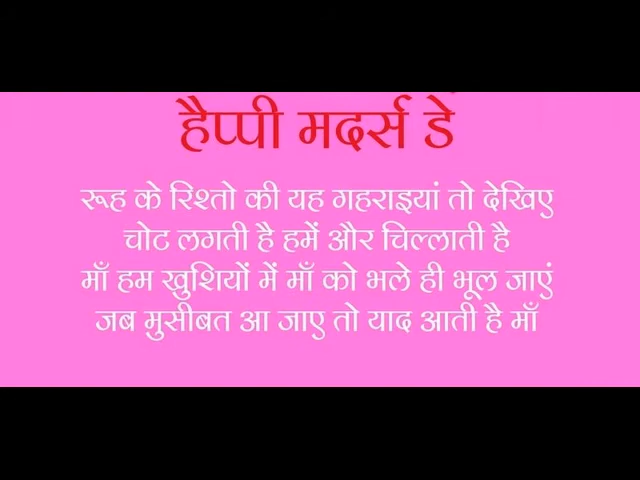 हैप्पी मदर्स डे
रूह के रिश्तो की यह गहराइयां तो देखिए
चोट लगती है हमें और चिल्लाती है
माँ हम खुशियों में माँ को भले ही भूल जाएं
जब मुसीबत आ जाए तो याद आती है माँ